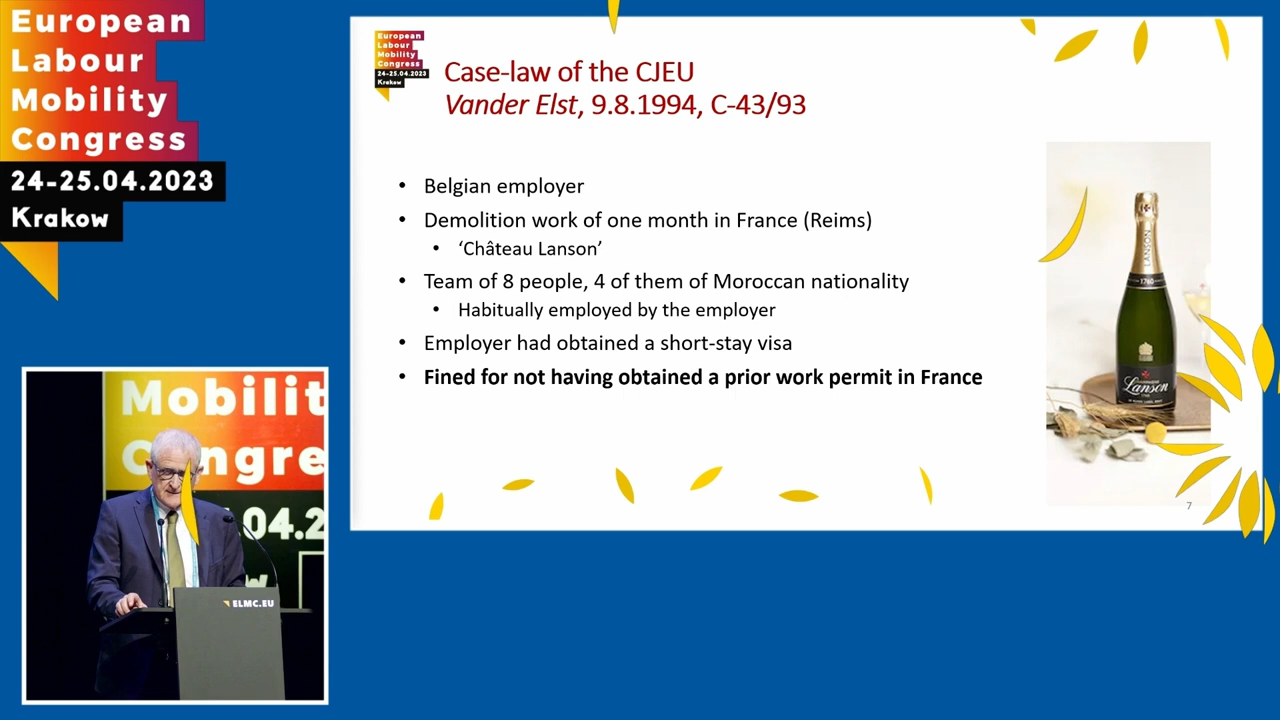 European
Labour
Mobility
Congress
24-25.04.2023
Krakow
European
Labour
Mobility
Congress
24-25.04.2023
Krakow
Case-law of the CJEU
Vander Elst, 9.8.1994, C-43/93
• Belgian employer
• Demolition work of one month in France (Reims)
• ‘Château Lanson’
• Team of 8 people, 4 of them of Moroccan nationality
• Habitually employed by the employer
• Employer had obtained a short-stay visa
• Fined for not having obtained a prior work permit in France
LANSON
1760
Lanson
7
Mobilit
Congre
.04.2
w
ELMC.EU